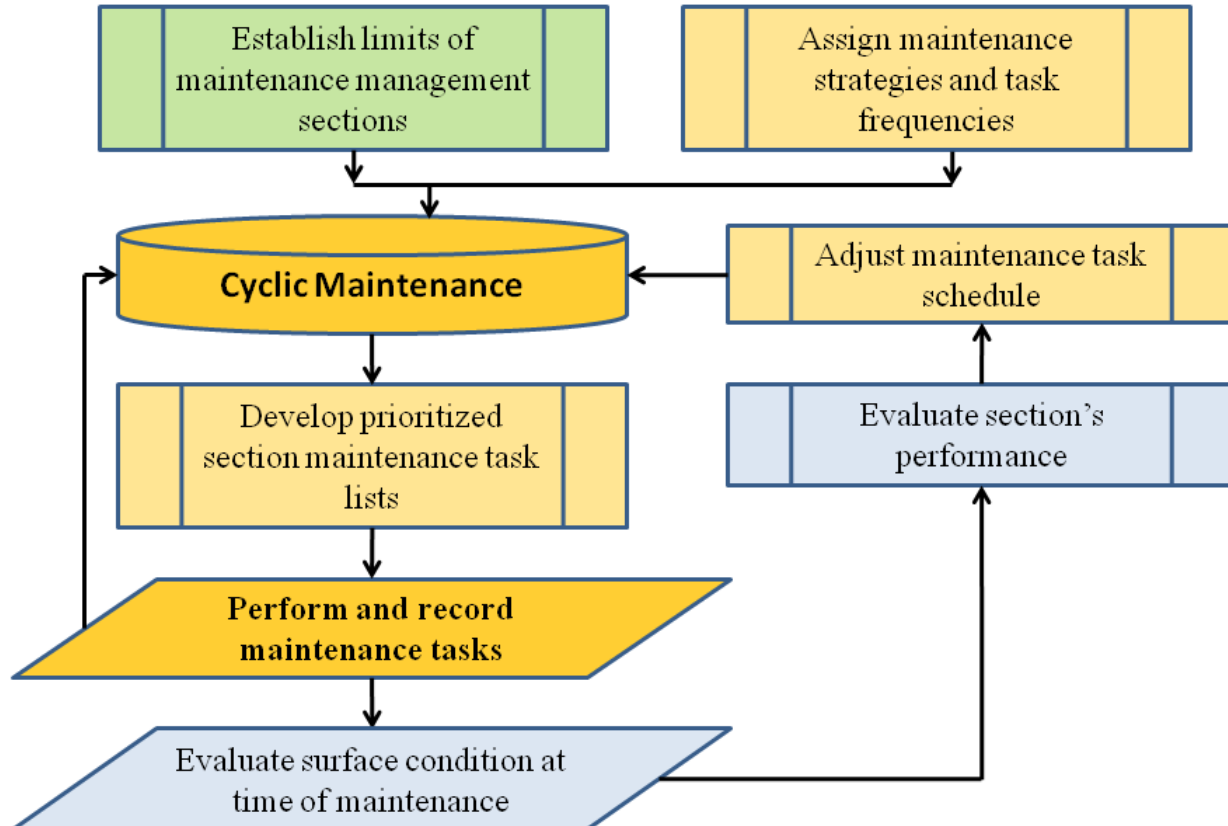 Establish limits of
maintenance management
sections
Assign maintenance
strategies and task
frequencies
Cyclic Maintenance
Adjust maintenance task
schedule
Develop prioritized
section maintenance task
lists
Evaluate section’s
performance
Perform and record
maintenance tasks
Evaluate surface condition at
time of maintenance